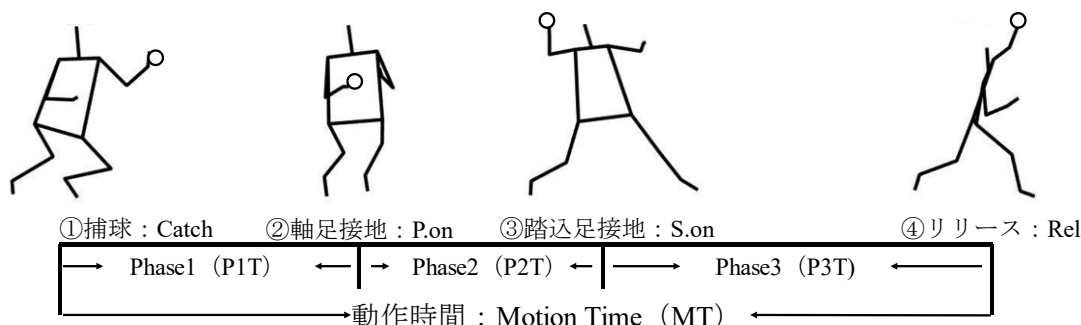 ①捕球：Catch ②軸足接地：P.on ③踏込足接地：S.on ④リリース：Rel
Phase1（P1T） Phase2（P2T） Phase3（P3T)
動作時間：Motion Time（MT）